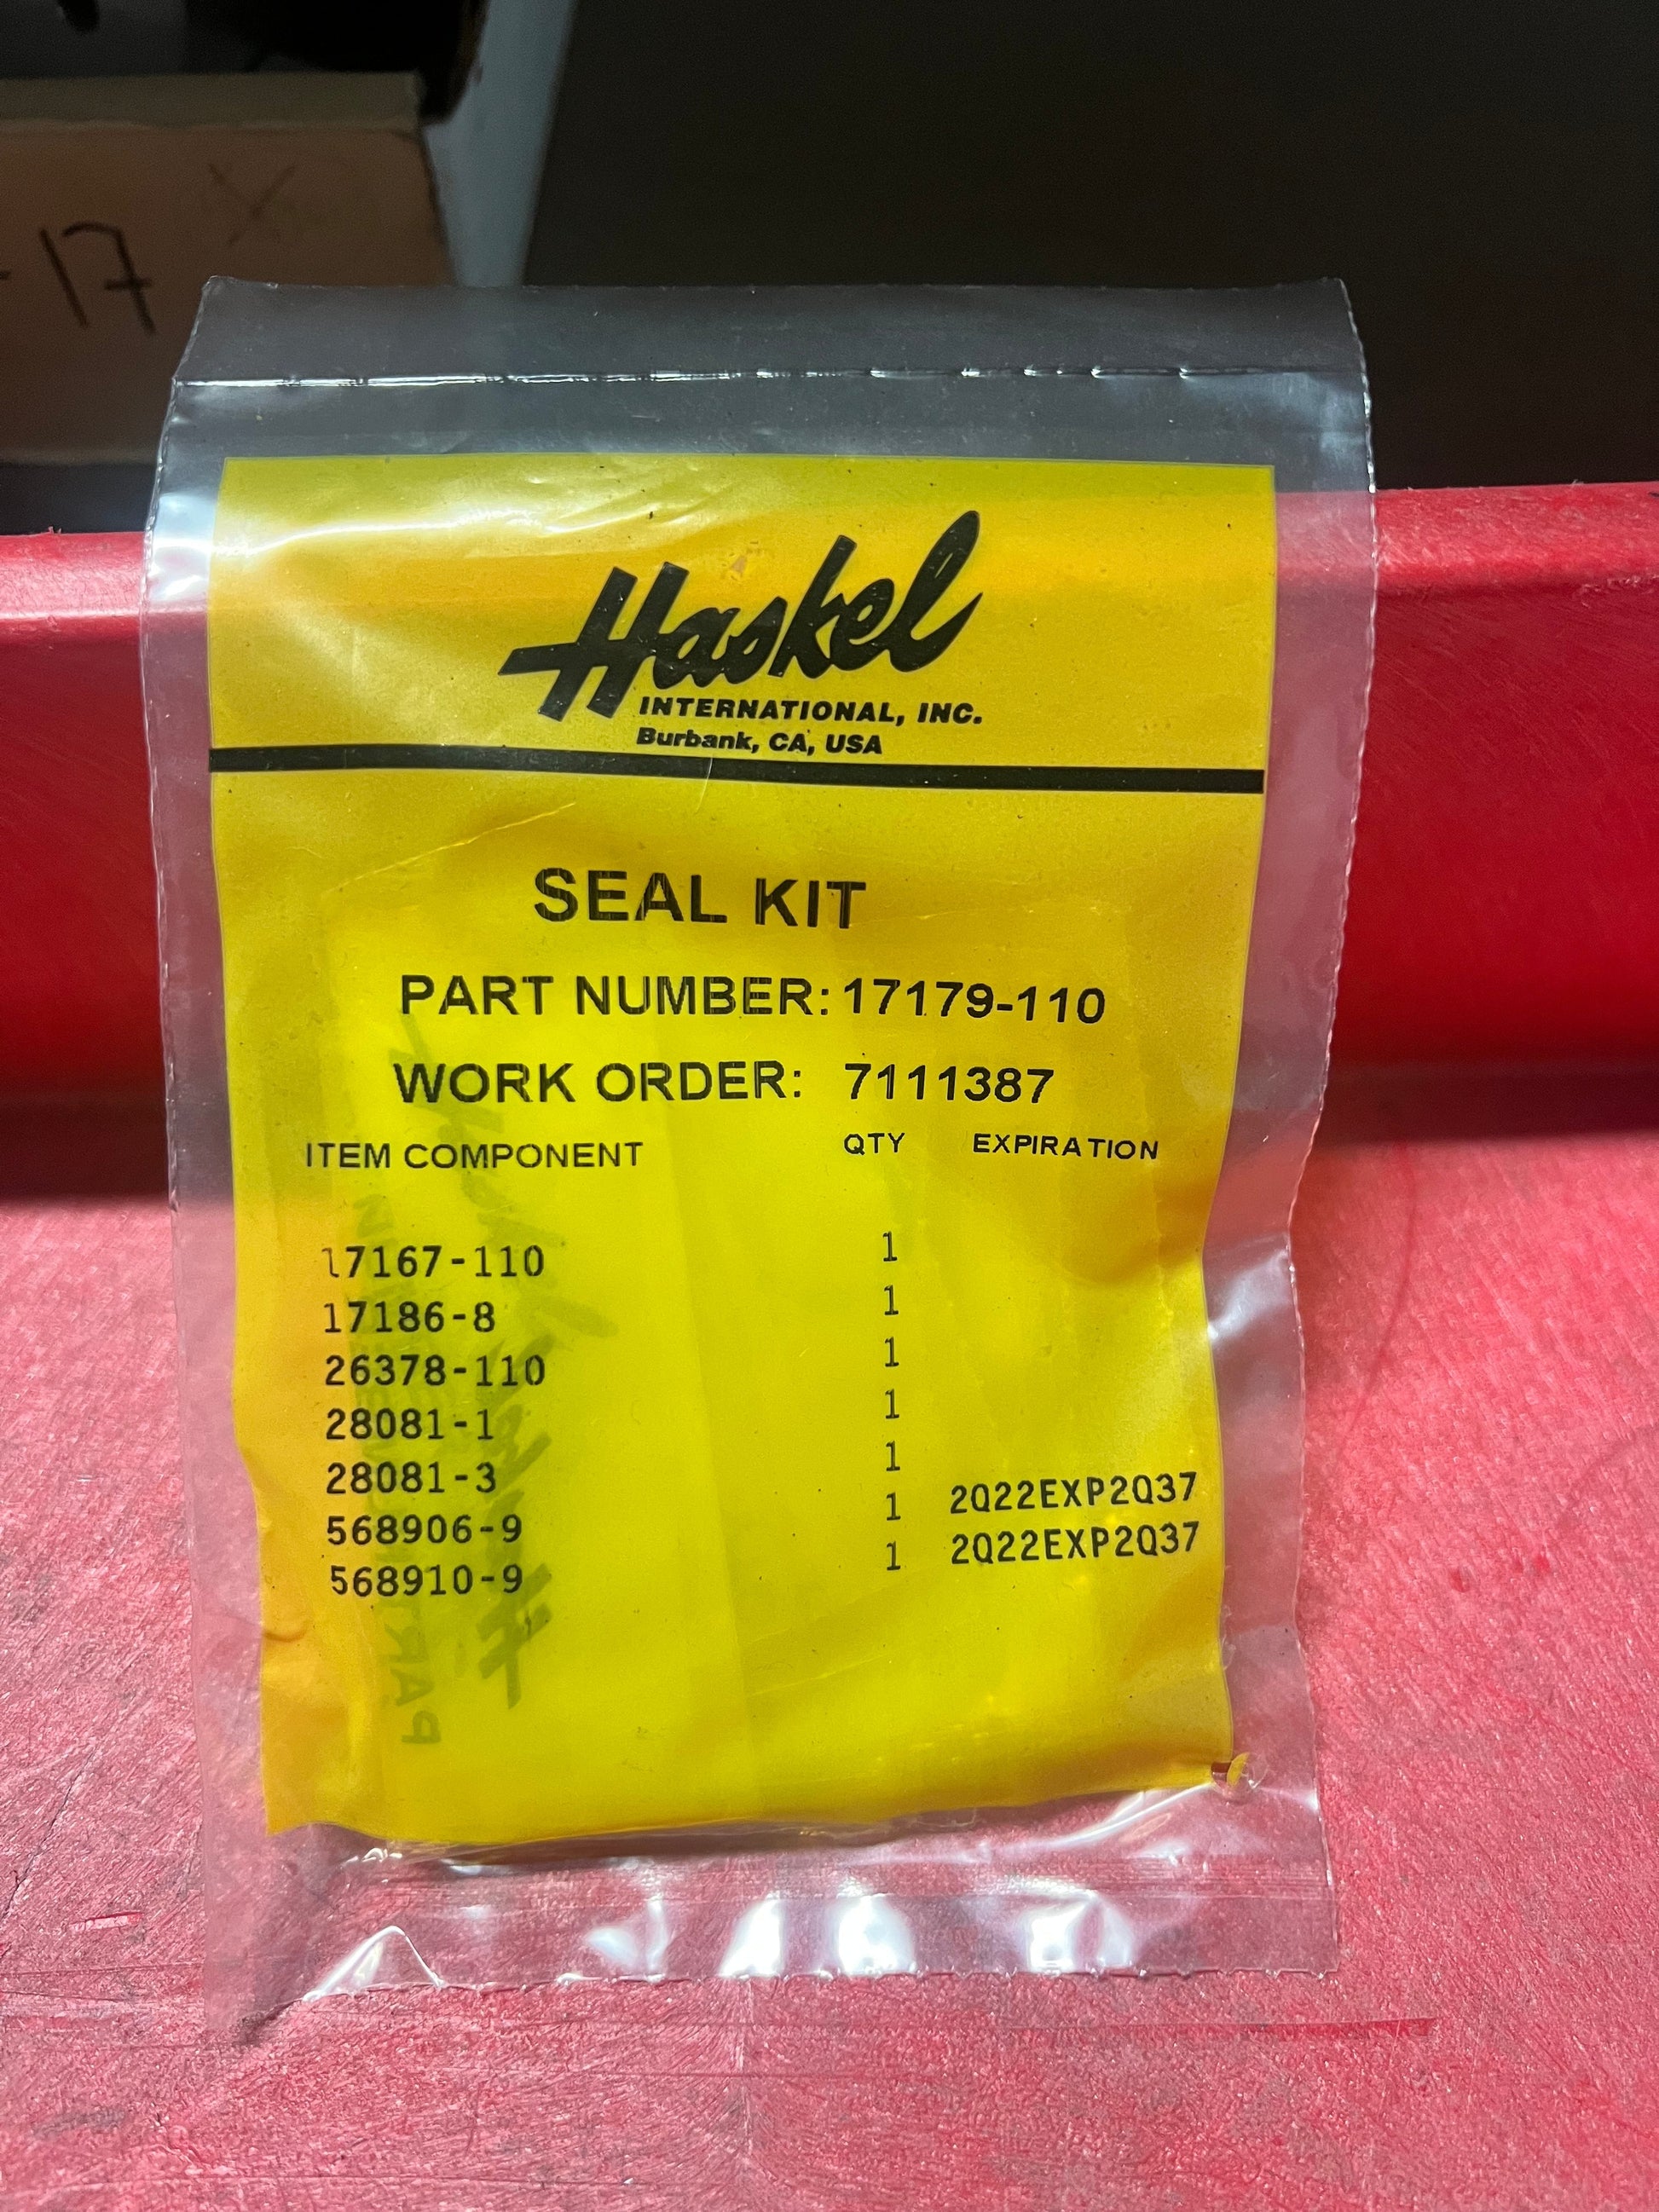 -17 X
Haskel
INTERNATIONAL, INC.
Burbank, CA, USA
SEAL KIT
PART NUMBER: 17179-110
WORK ORDER: 7111387
ITEM COMPONENT QTY EXPIRATION
17167-110 1
17186-8 1
26378-110 1
28081-1 1
28081-3 1
568906-9 1 2Q22EXP2Q37
568910-9 1 2Q22EXP2Q37